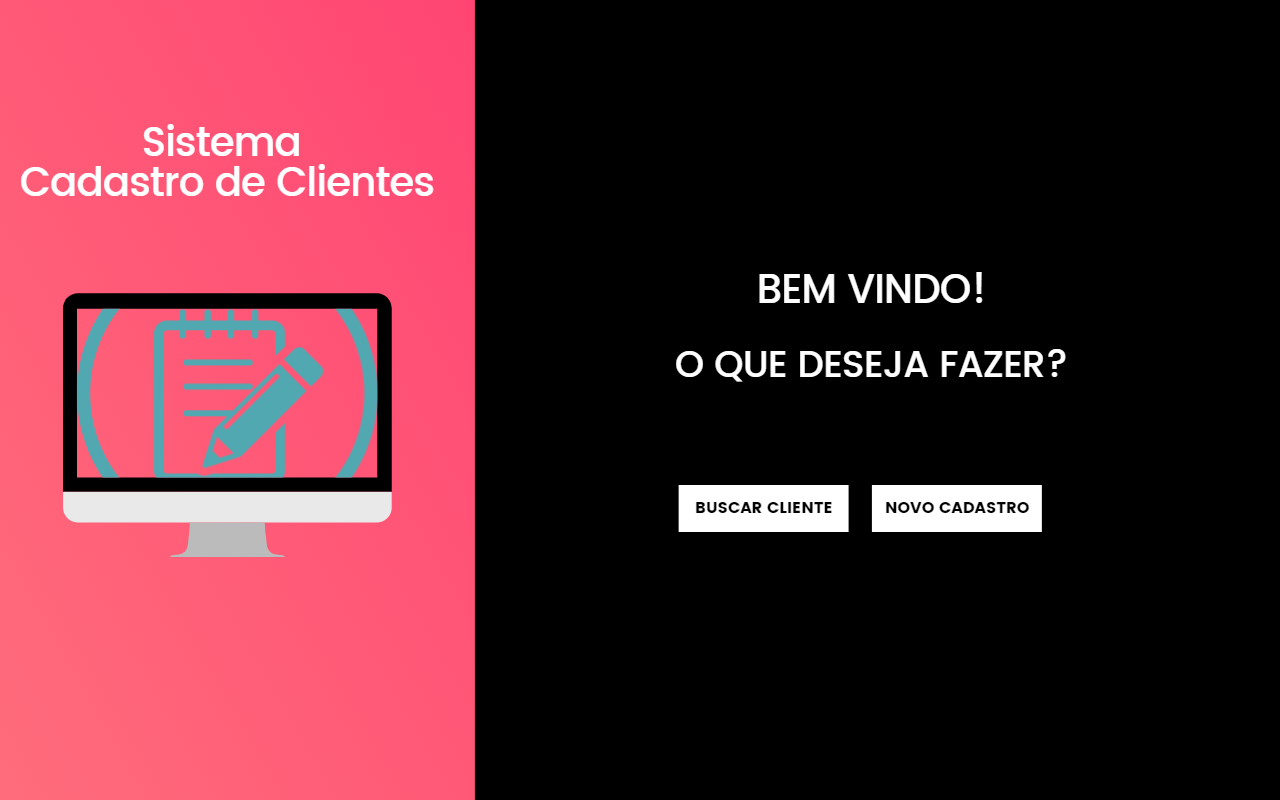 Sistema
Cadastro de Clientes
BEM VINDO!
O QUE DESEJA FAZER?
BUSCAR CLIENTE
NOVO CADASTRO